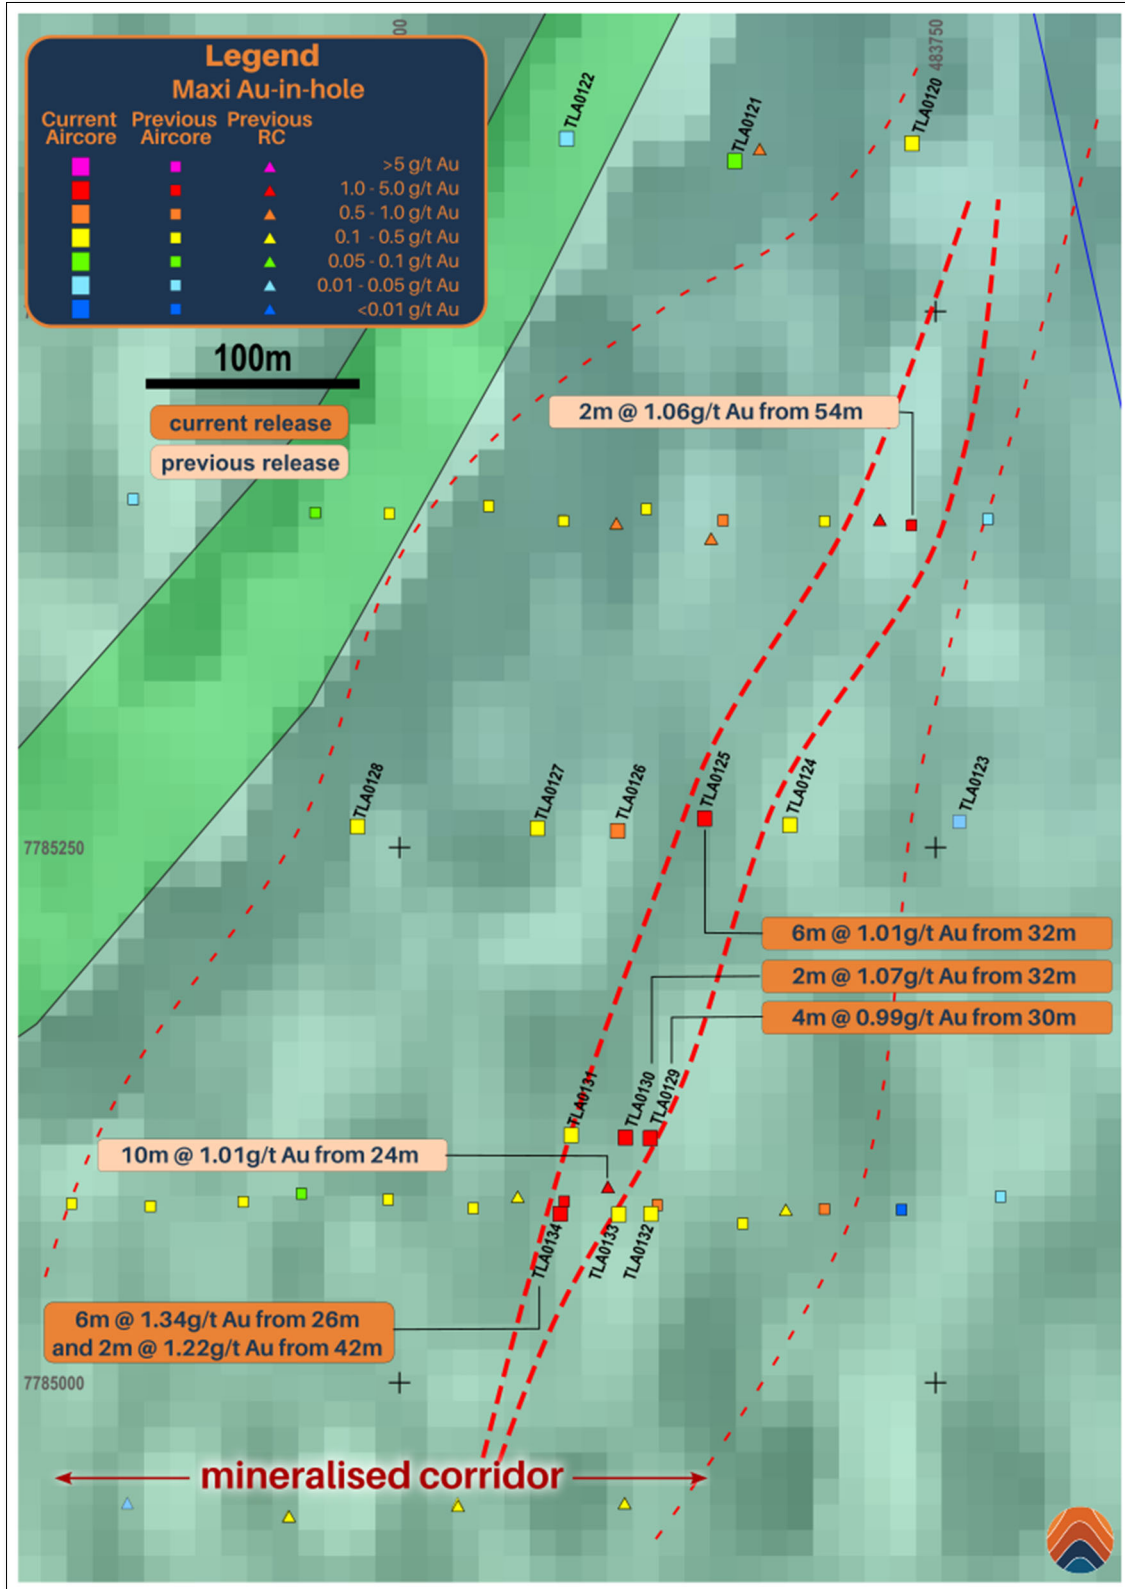 00
483750
Legend
Maxi Au-in-hole
Current Aircore
Previous Aircore
Previous RC
>5 g/t Au
1.0 - 5.0 g/t Au
0.5 - 1.0 g/t Au
0.1 - 0.5 g/t Au
0.05 - 0.1 g/t Au
0.01 - 0.05 g/t Au
<0.01 g/t Au
TLA0122
TLA0121
TLA0120
100m
current release
previous release
2m @ 1.06g/t Au from 54m
TLA0128
TLA0127
TLA0126
TLA0125
TLA0124
TLA0123
7785250
6m @ 1.01g/t Au from 32m
2m @ 1.07g/t Au from 32m
4m @ 0.99g/t Au from 30m
TLA0131
TLA0130
TLA0129
10m @ 1.01g/t Au from 24m
TLA0134
TLA0133
TLA0132
6m @ 1.34g/t Au from 26m
and 2m @ 1.22g/t Au from 42m
7785000
mineralised corridor